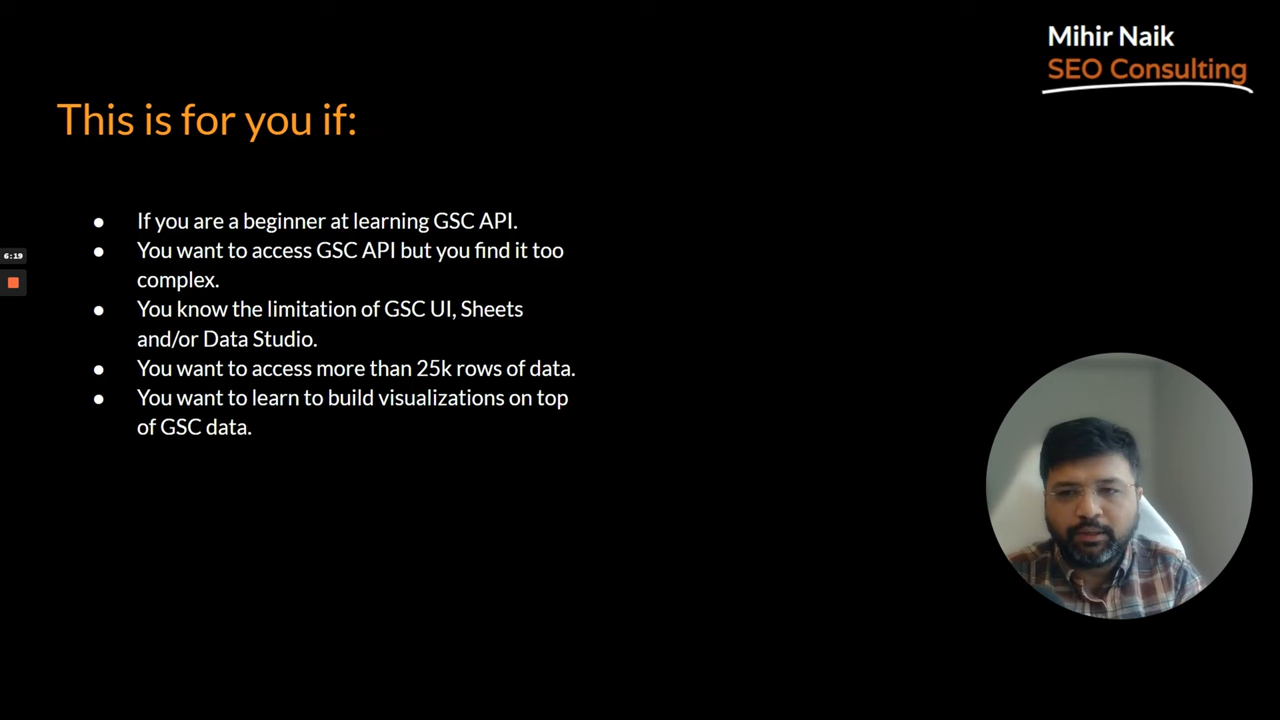 Mihir Naik
SEO Consulting
This is for you if:
● If you are a beginner at learning GSC API.
● You want to access GSC API but you find it too
complex.
● You know the limitation of GSC UI, Sheets
and/or Data Studio.
● You want to access more than 25k rows of data.
● You want to learn to build visualizations on top
of GSC data.
6:19